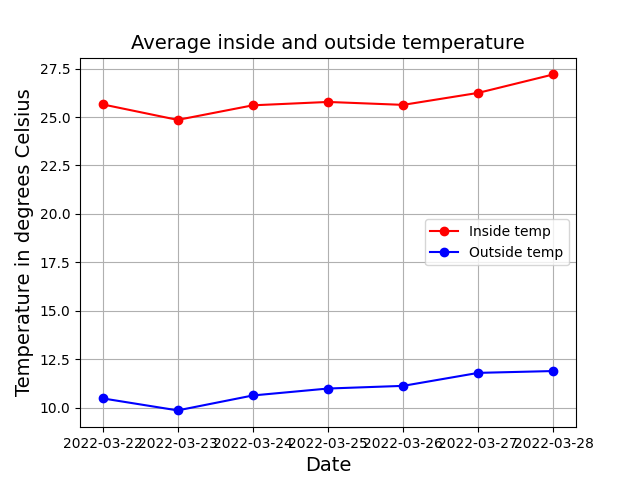 Average inside and outside temperature
Temperature in degrees Celsius
27.5
25.0
22.5
20.0
17.5
15.0
12.5
10.0
Inside temp
Outside temp
2022-03-22 2022-03-23 2022-03-24 2022-03-25 2022-03-26 2022-03-27 2022-03-28
Date